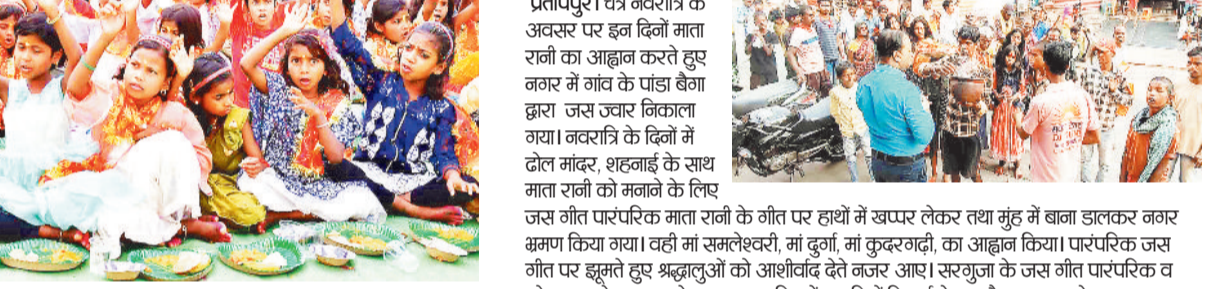 प्रतापपुर। चैत्र नवरात्रि के
अवसर पर इन दिनों माता
रानी का आह्वान करते हुए
नगर में गांव के पांडा बैगा
द्वारा जस ज्वार निकाला
गया। नवरात्रि के दिनों में
ढोल मांदर, शहनाई के साथ
माता रानी को मनाने के लिए
जस गीत पारंपरिक माता रानी के गीत पर हाथों में खप्पर लेकर तथा मुंह में बाना डालकर नगर
भ्रमण किया गया। वही मां समलेश्वरी, मां दुर्गा, मां कुदरगढ़ी, का आह्वान किया। पारंपरिक जस
गीत पर झूमते हुए श्रद्धालुओं को आशीर्वाद देते नजर आए। सरगुजा के जस गीत पारंपरिक व